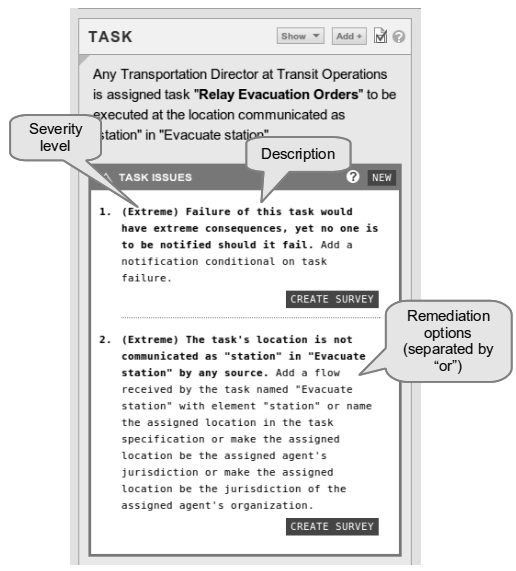 TASK
Show
Add +
?
Any Transportation Director at Transit Operations
is assigned task "Relay Evacuation Orders" to be
executed at the location communicated as
station" in "Evacuate station"
Severity
level
Description
TASK ISSUES
?
NEW
1. (Extreme) Failure of this task would
have extreme consequences, yet no one is
to be notified should it fail. Add a
notification conditional on task
failure.
CREATE SURVEY
2. (Extreme) The task's location is not
communicated as "station" in "Evacuate
station" by any source. Add a flow
received by the task named "Evacuate
station" with element "station" or name
the assigned location in the task
specification or make the assigned
location be the assigned agent's
jurisdiction or make the assigned
location be the jurisdiction of the
assigned agent's organization.
CREATE SURVEY
Remediation
options
(separated by
“or”)